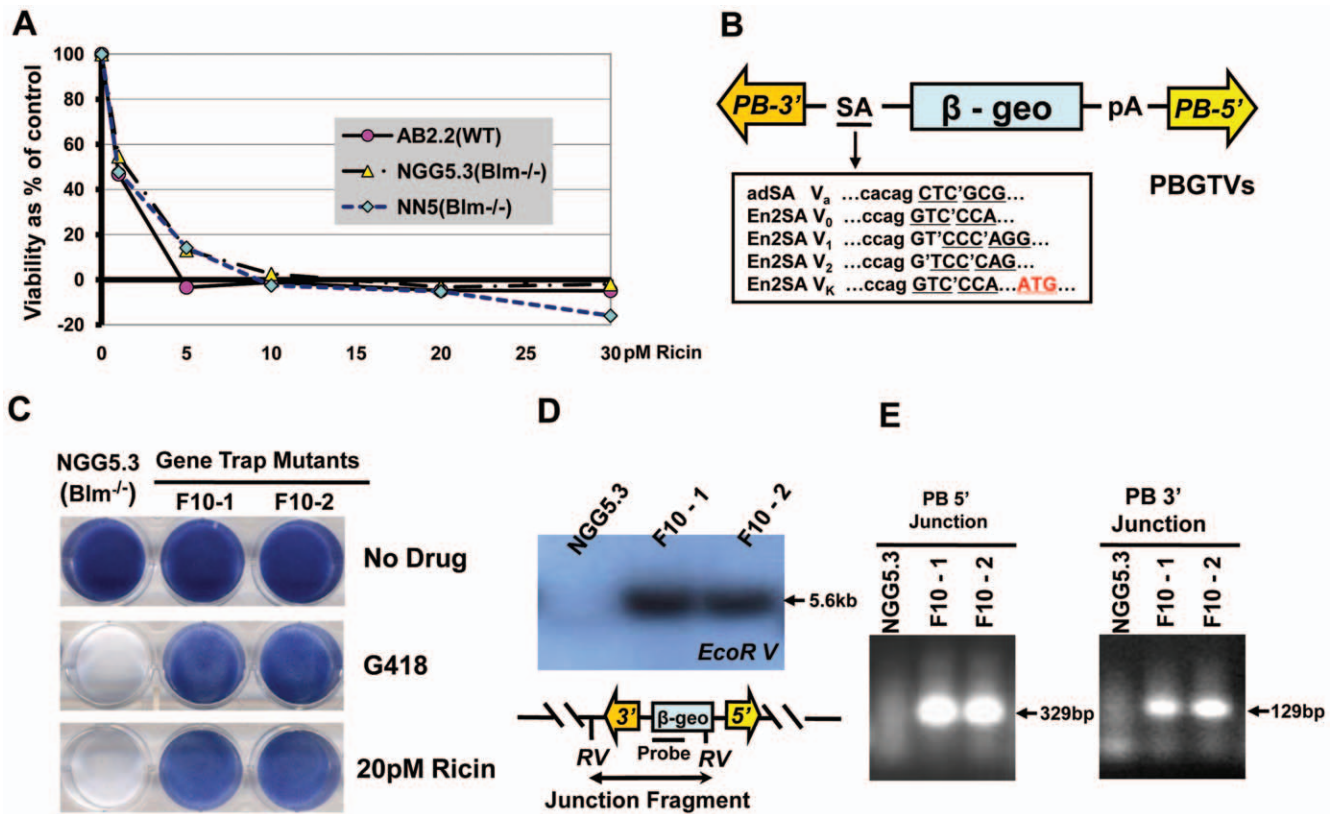 A
100
80
60
40
20
0
-20
Viability as % of control
AB2.2(WT)
NGG5.3(Blm-/-)
NN5(Blm-/-)
0 5 10 15 20 25 30 pM Ricin
B
PB-3' SA β - geo pA PB-5'
PBGTVs
adSA Va ...cacag CTC'GCG...
En2SA V0 ...ccag GTC'CCA...
En2SA V1 ...ccag GT'CCC'AGG...
En2SA V2 ...ccag G'TCC'CAG...
En2SA VK ...ccag GTC'CCA...ATG...
C
NGG5.3 Gene Trap Mutants
(Blm-/-) F10-1 F10-2
No Drug
G418
20pM Ricin
D
NGG5.3 F10 - 1 F10 - 2
5.6kb
EcoR V
3' β-geo 5'
RV Probe RV
Junction Fragment
E
PB 5'
Junction
NGG5.3 F10 - 1 F10 - 2
329bp
PB 3'
Junction
NGG5.3 F10 - 1 F10 - 2
129bp